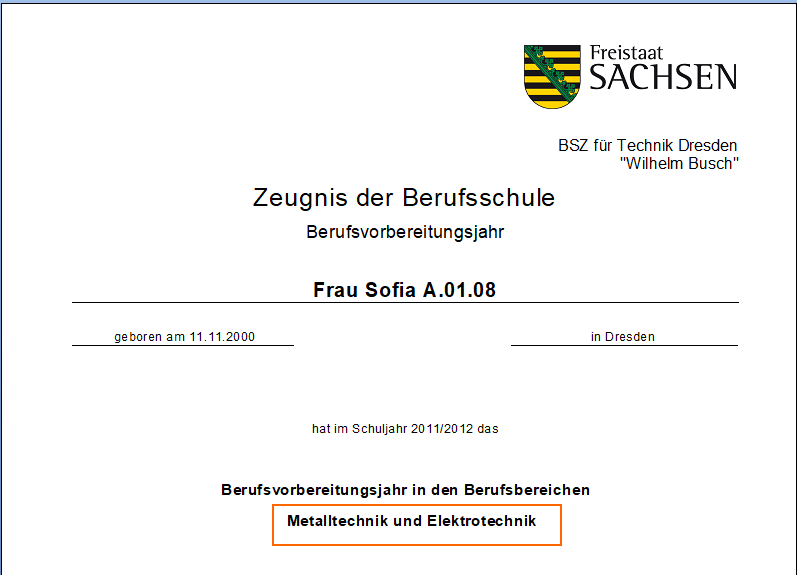 Freistaat
SACHSEN
BSZ für Technik Dresden
"Wilhelm Busch"
Zeugnis der Berufsschule
Berufsvorbereitungsjahr
Frau Sofia A.01.08
geboren am 11.11.2000
in Dresden
hat im Schuljahr 2011/2012 das
Berufsvorbereitungsjahr in den Berufsbereichen
Metalltechnik und Elektrotechnik